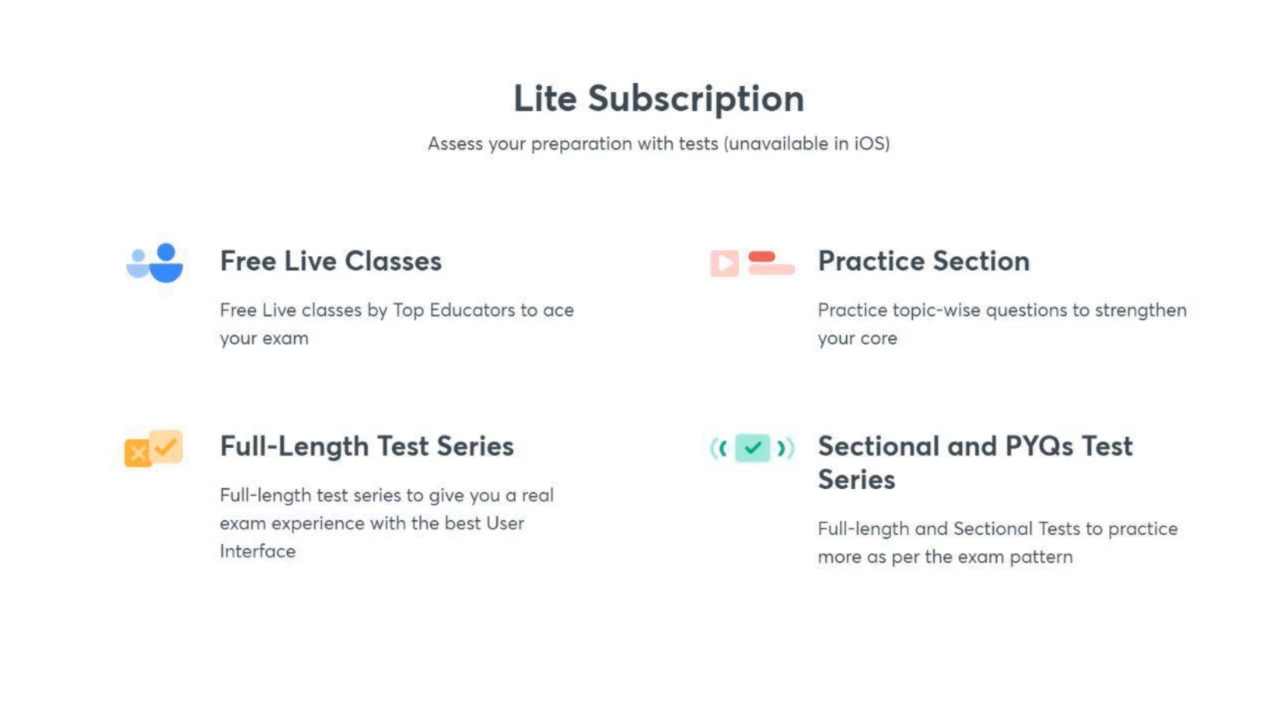 Lite Subscription
Assess your preparation with tests (unavailable in iOS)
Free Live Classes
Free Live classes by Top Educators to ace
your exam
Practice Section
Practice topic-wise questions to strengthen
your core
Full-Length Test Series
Full-length test series to give you a real
exam experience with the best User
Interface
Sectional and PYQs Test
Series
Full-length and Sectional Tests to practice
more as per the exam pattern